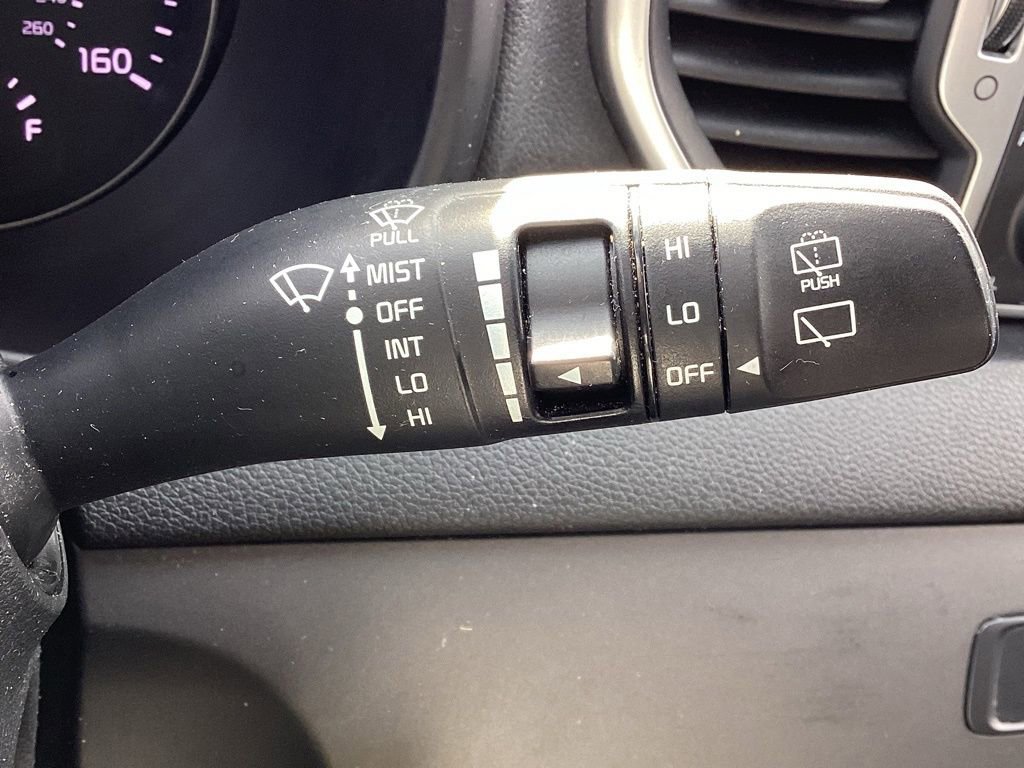 260
160
F
PULL
MIST
OFF
INT
LO
HI
HI
LO
OFF
PUSH